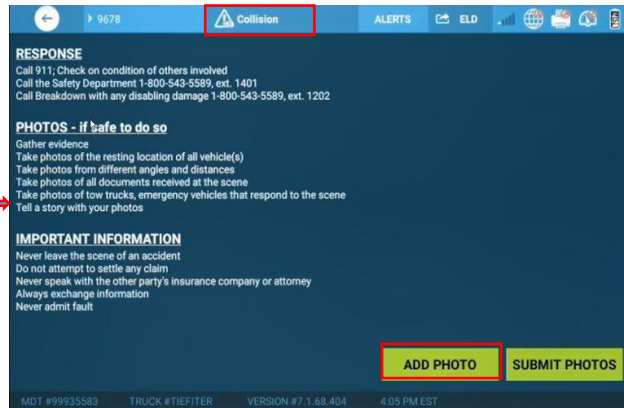 > 9678
Collision
ALERTS
ELD
RESPONSE
Call 911; Check on condition of others involved
Call the Safety Department 1-800-543-5589, ext. 1401
Call Breakdown with any disabling damage 1-800-543-5589, ext. 1202
PHOTOS - if safe to do so
Gather evidence
Take photos of the resting location of all vehicle(s)
Take photos from different angles and distances
Take photos of all documents received at the scene
Take photos of tow trucks, emergency vehicles that respond to the scene
Tell a story with your photos
IMPORTANT INFORMATION
Never leave the scene of an accident
Do not attempt to settle any claim
Never speak with the other party's insurance company or attorney
Always exchange information
Never admit fault
ADD PHOTO
SUBMIT PHOTOS
MDT #99935583
TRUCK #TIEFITER
VERSION #7.1.68.404
4:05 PM EST